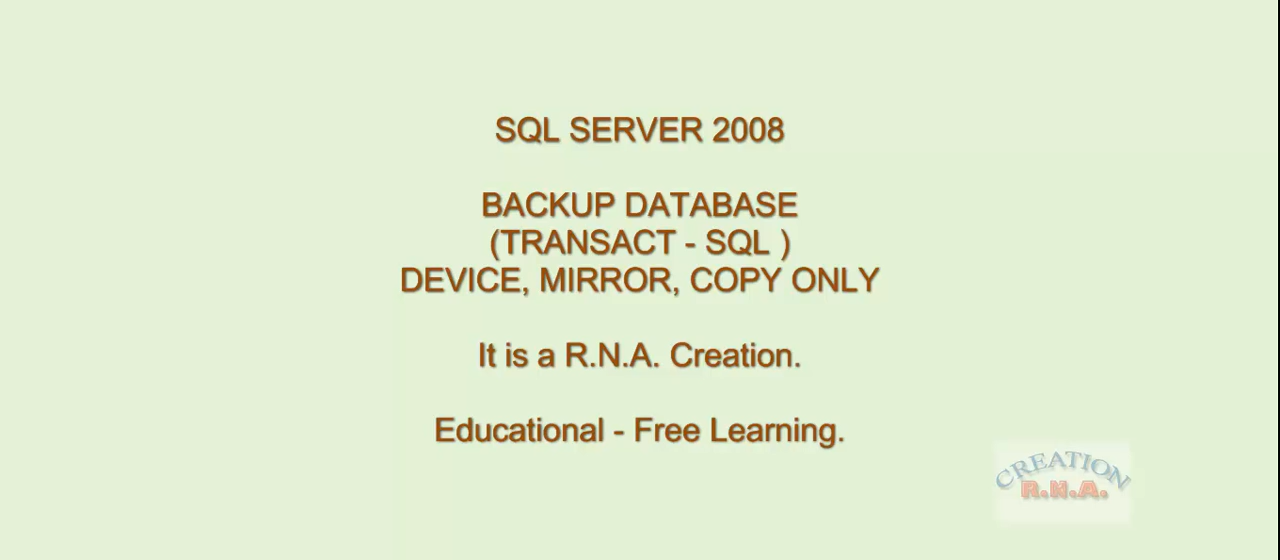 SQL SERVER 2008
BACKUP DATABASE
(TRANSACT - SQL )
DEVICE, MIRROR, COPY ONLY
It is a R.N.A. Creation.
Educational - Free Learning.
CREATION
R.N.A.